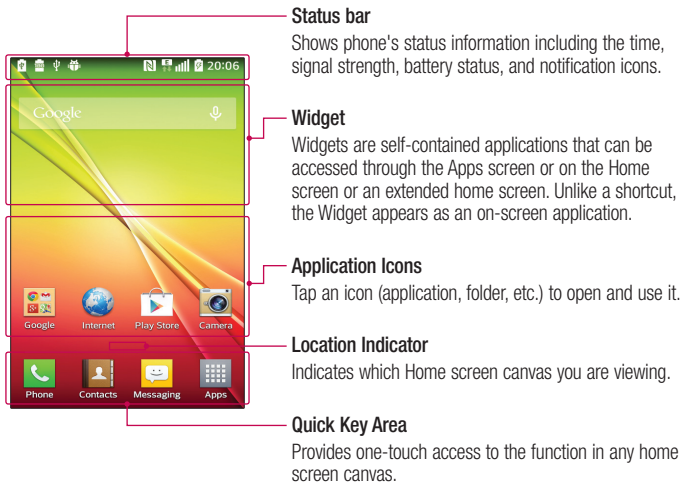 Status bar
Shows phone's status information including the time,
signal strength, battery status, and notification icons.
20:06
Google
Widget
Widgets are self-contained applications that can be
accessed through the Apps screen or on the Home
screen or an extended home screen. Unlike a shortcut,
the Widget appears as an on-screen application.
Application Icons
Tap an icon (application, folder, etc.) to open and use it.
Google Internet Play Store Camera
Location Indicator
Indicates which Home screen canvas you are viewing.
Phone Contacts Messaging Apps
Quick Key Area
Provides one-touch access to the function in any home
screen canvas.